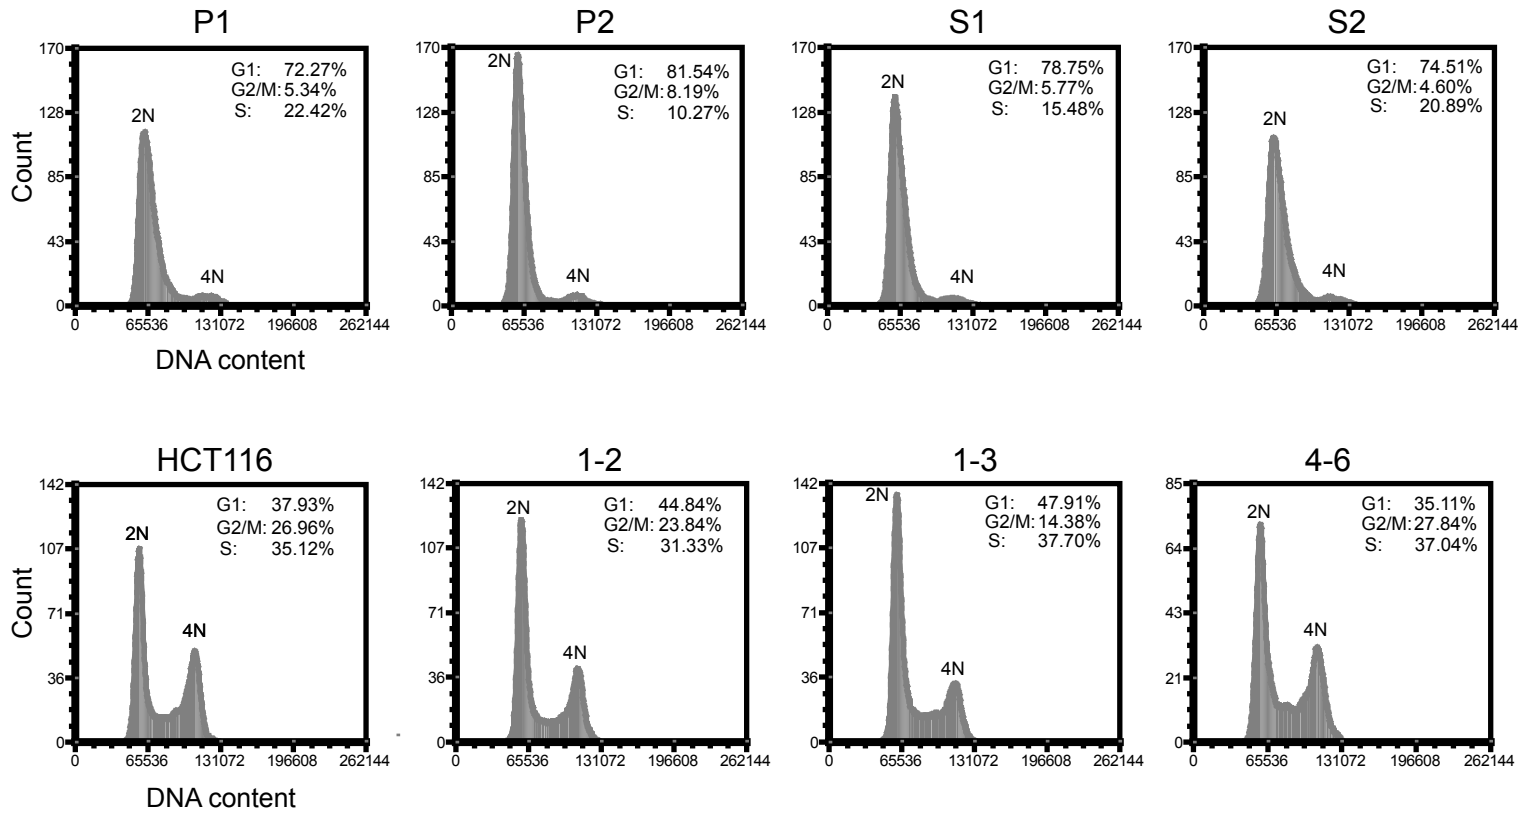 P1
170
128
85
43
0
Count
2N
4N
G1: 72.27%
G2/M: 5.34%
S: 22.42%
0 65536 131072 196608 262144
DNA content
P2
170
128
85
43
0
2N
4N
G1: 81.54%
G2/M: 8.19%
S: 10.27%
0 65536 131072 196608 262144
S1
170
128
85
43
0
2N
4N
G1: 78.75%
G2/M: 5.77%
S: 15.48%
0 65536 131072 196608 262144
S2
170
128
85
43
0
2N
4N
G1: 74.51%
G2/M: 4.60%
S: 20.89%
0 65536 131072 196608 262144
HCT116
142
107
71
36
0
Count
2N
4N
G1: 37.93%
G2/M: 26.96%
S: 35.12%
0 65536 131072 196608 262144
DNA content
1-2
142
107
71
36
0
2N
4N
G1: 44.84%
G2/M: 23.84%
S: 31.33%
0 65536 131072 196608 262144
1-3
142
107
71
36
0
2N
4N
G1: 47.91%
G2/M: 14.38%
S: 37.70%
0 65536 131072 196608 262144
4-6
85
64
43
21
0
2N
4N
G1: 35.11%
G2/M: 27.84%
S: 37.04%
0 65536 131072 196608 262144